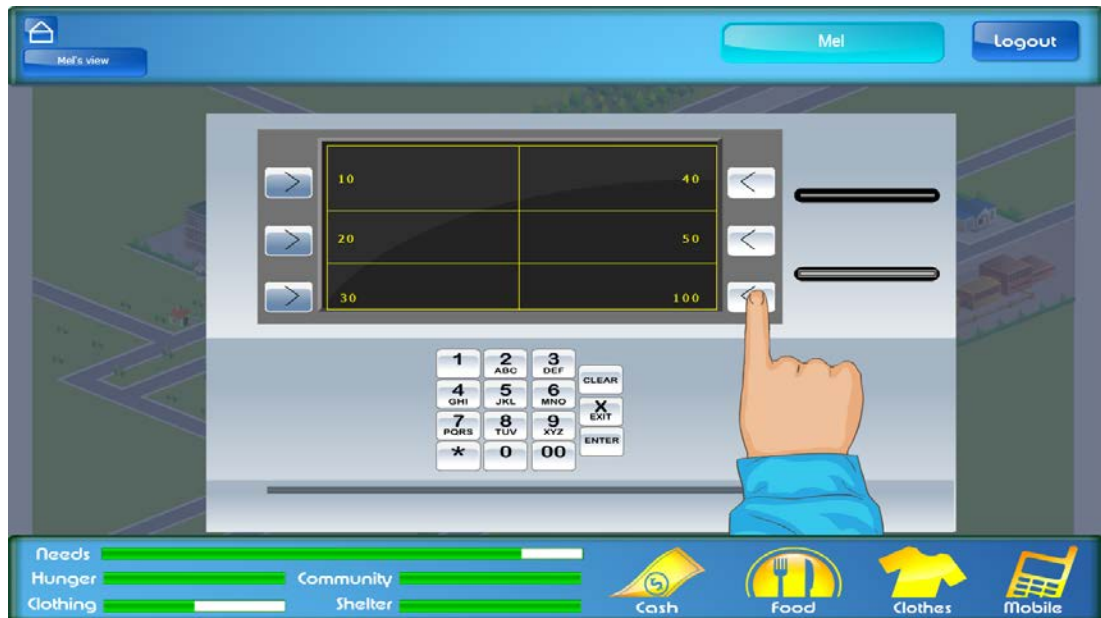 Mel's view
Mel
Logout
> 10 40 <
> 20 50 <
> 30 100 <
1 2 ABC 3 DEF
CLEAR
4 GHI 5 JKL 6 MNO
X EXIT
7 PQRS 8 TUV 9 XYZ
ENTER
* 0 00
Needs
Hunger Community
Clothing Shelter
Cash Food Clothes Mobile